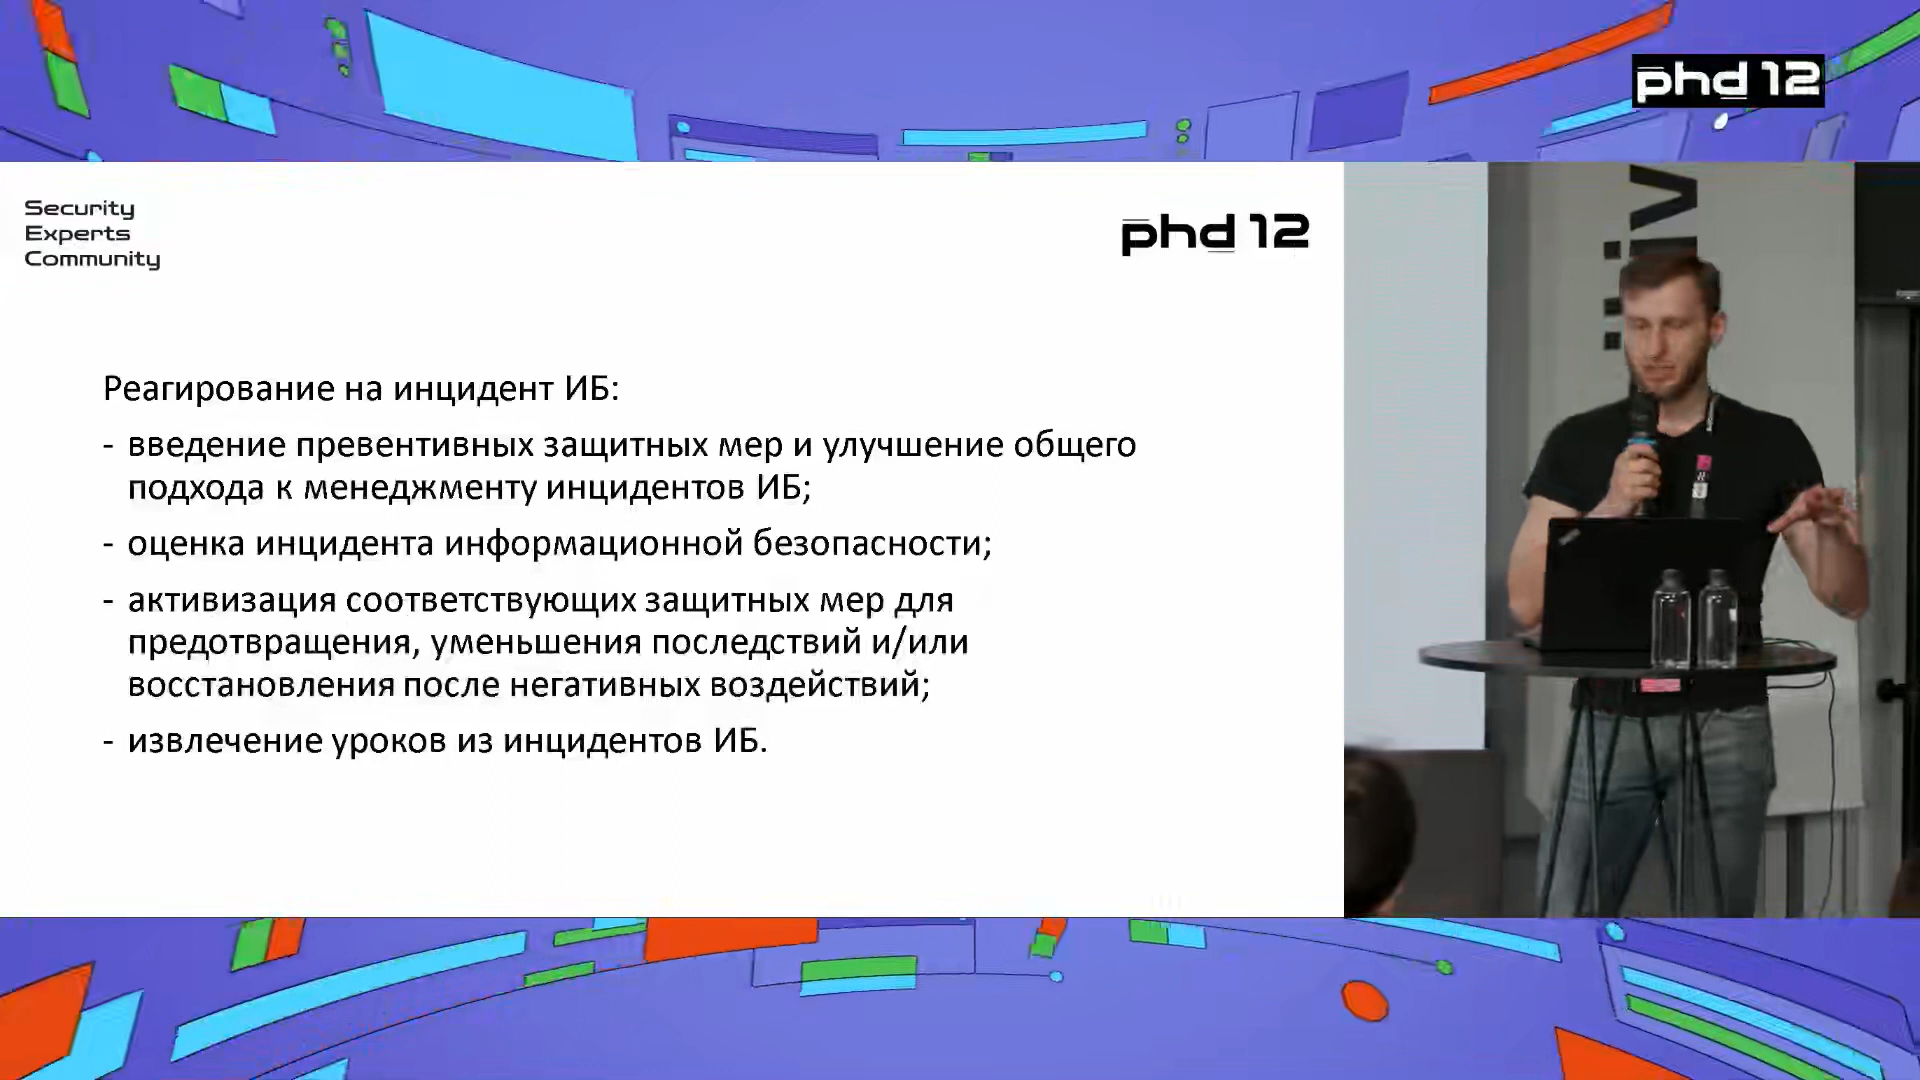 phd 12
Security
Experts
Community
phd 12
Реагирование на инцидент ИБ:
- введение превентивных защитных мер и улучшение общего
подхода к менеджменту инцидентов ИБ;
- оценка инцидента информационной безопасности;
- активизация соответствующих защитных мер для
предотвращения, уменьшения последствий и/или
восстановления после негативных воздействий;
- извлечение уроков из инцидентов ИБ.